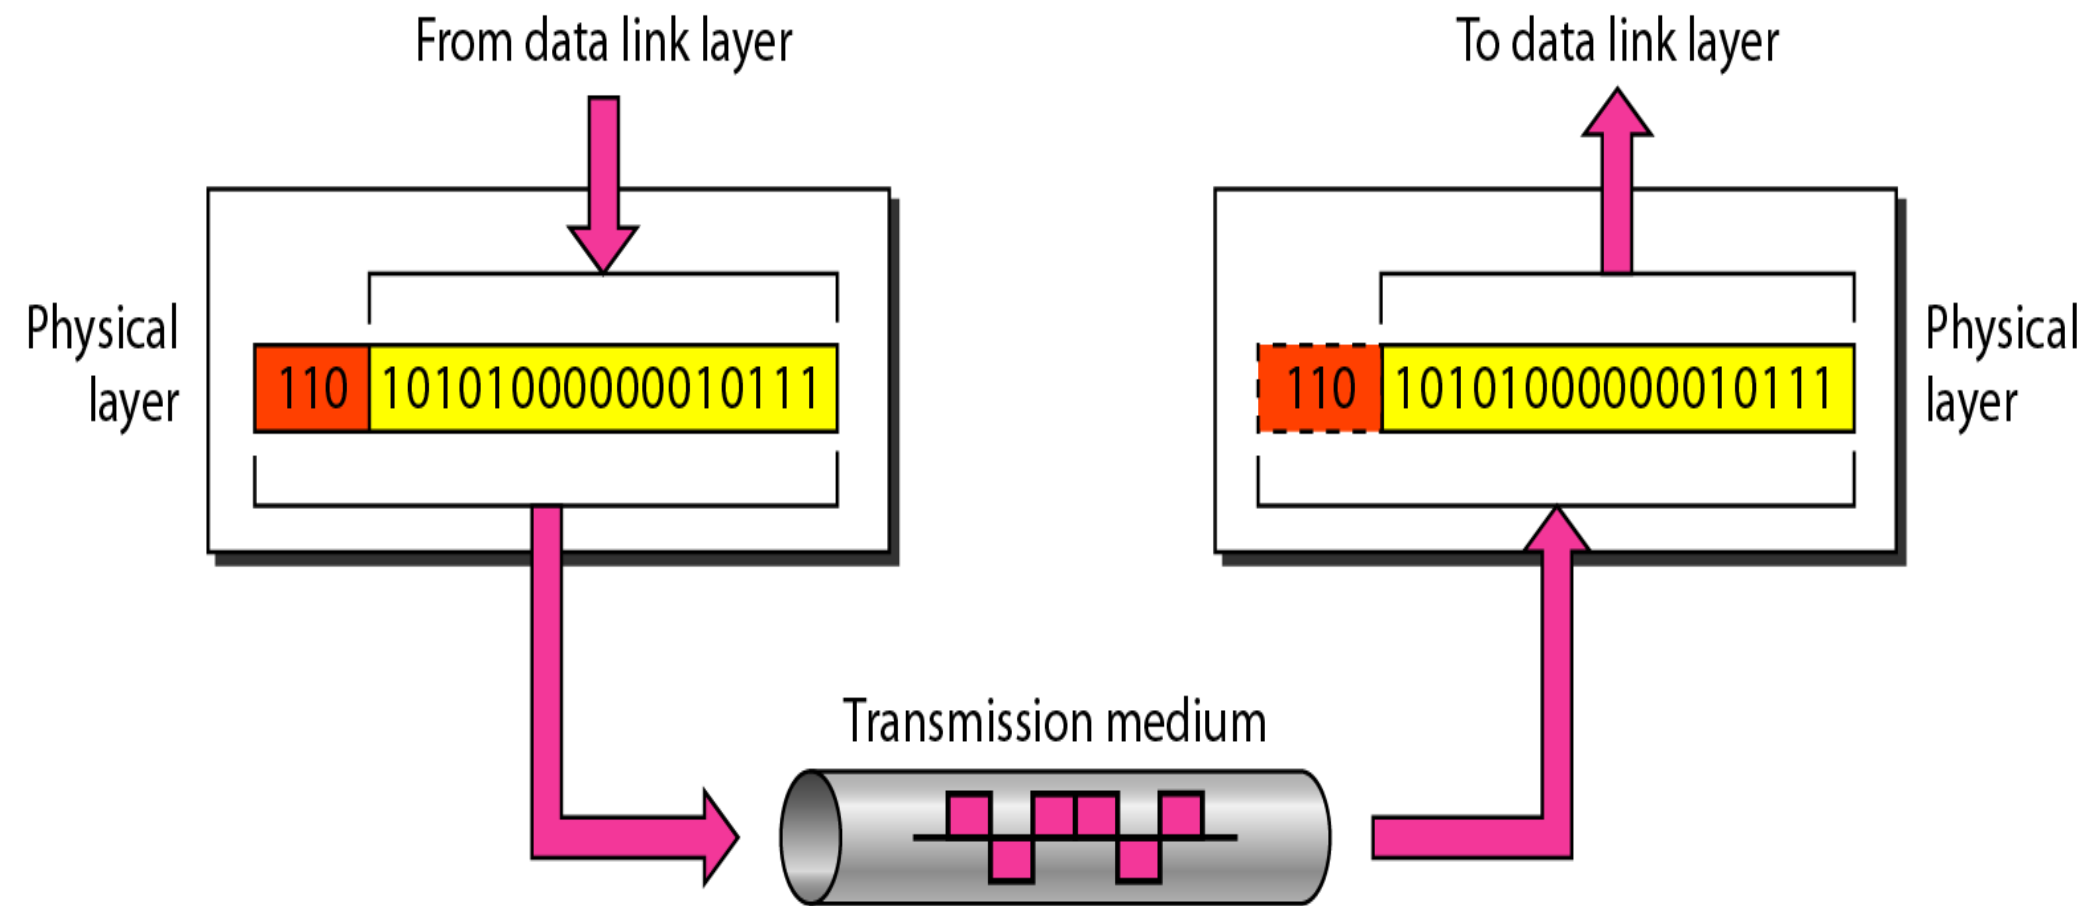 From data link layer
To data link layer
Physical
layer
110 10101000000010111
110 10101000000010111
Physical
layer
Transmission medium